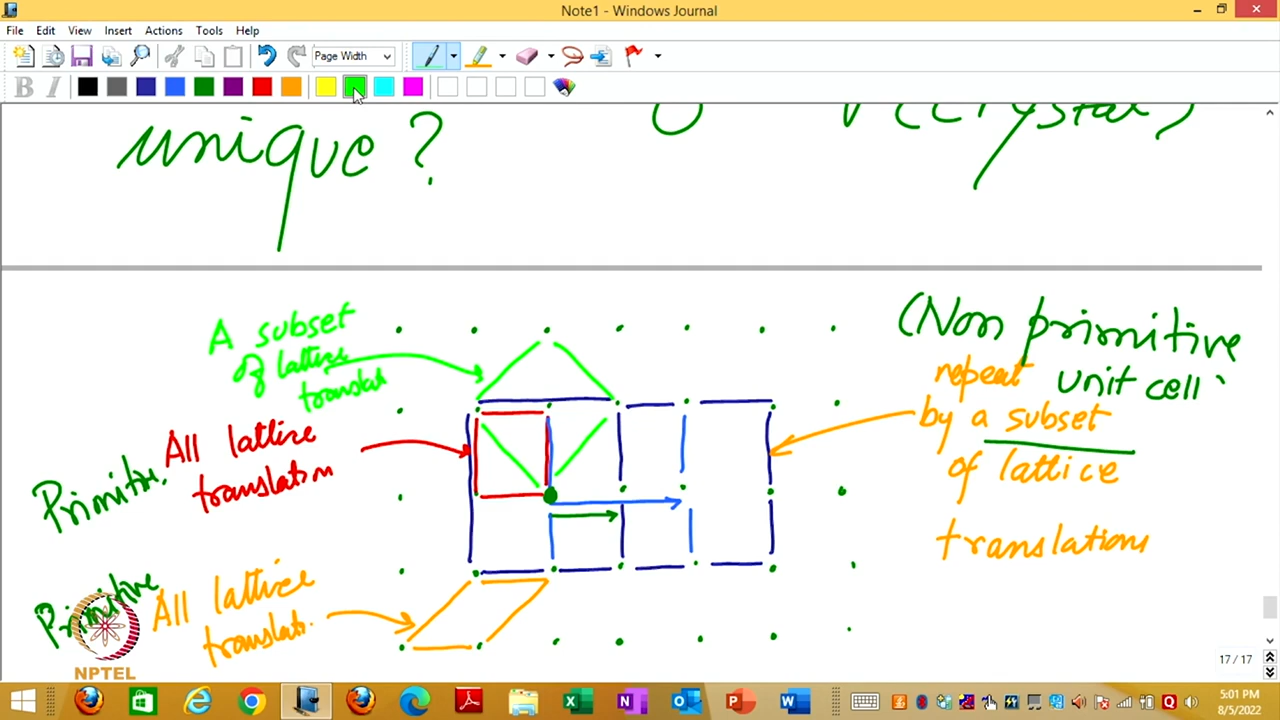 Note1 - Windows Journal
File Edit View Insert Actions Tools Help
Page Width
B I
unique ?
(Crystal)
A subset
of lattice
translat
(Non primitive
unit cell
repeat
by a subset
of lattice
translations
All lattice
translation
Primitive
All lattice
translati.
Primitive
NPTEL
17 / 17
5:01 PM
8/5/2022